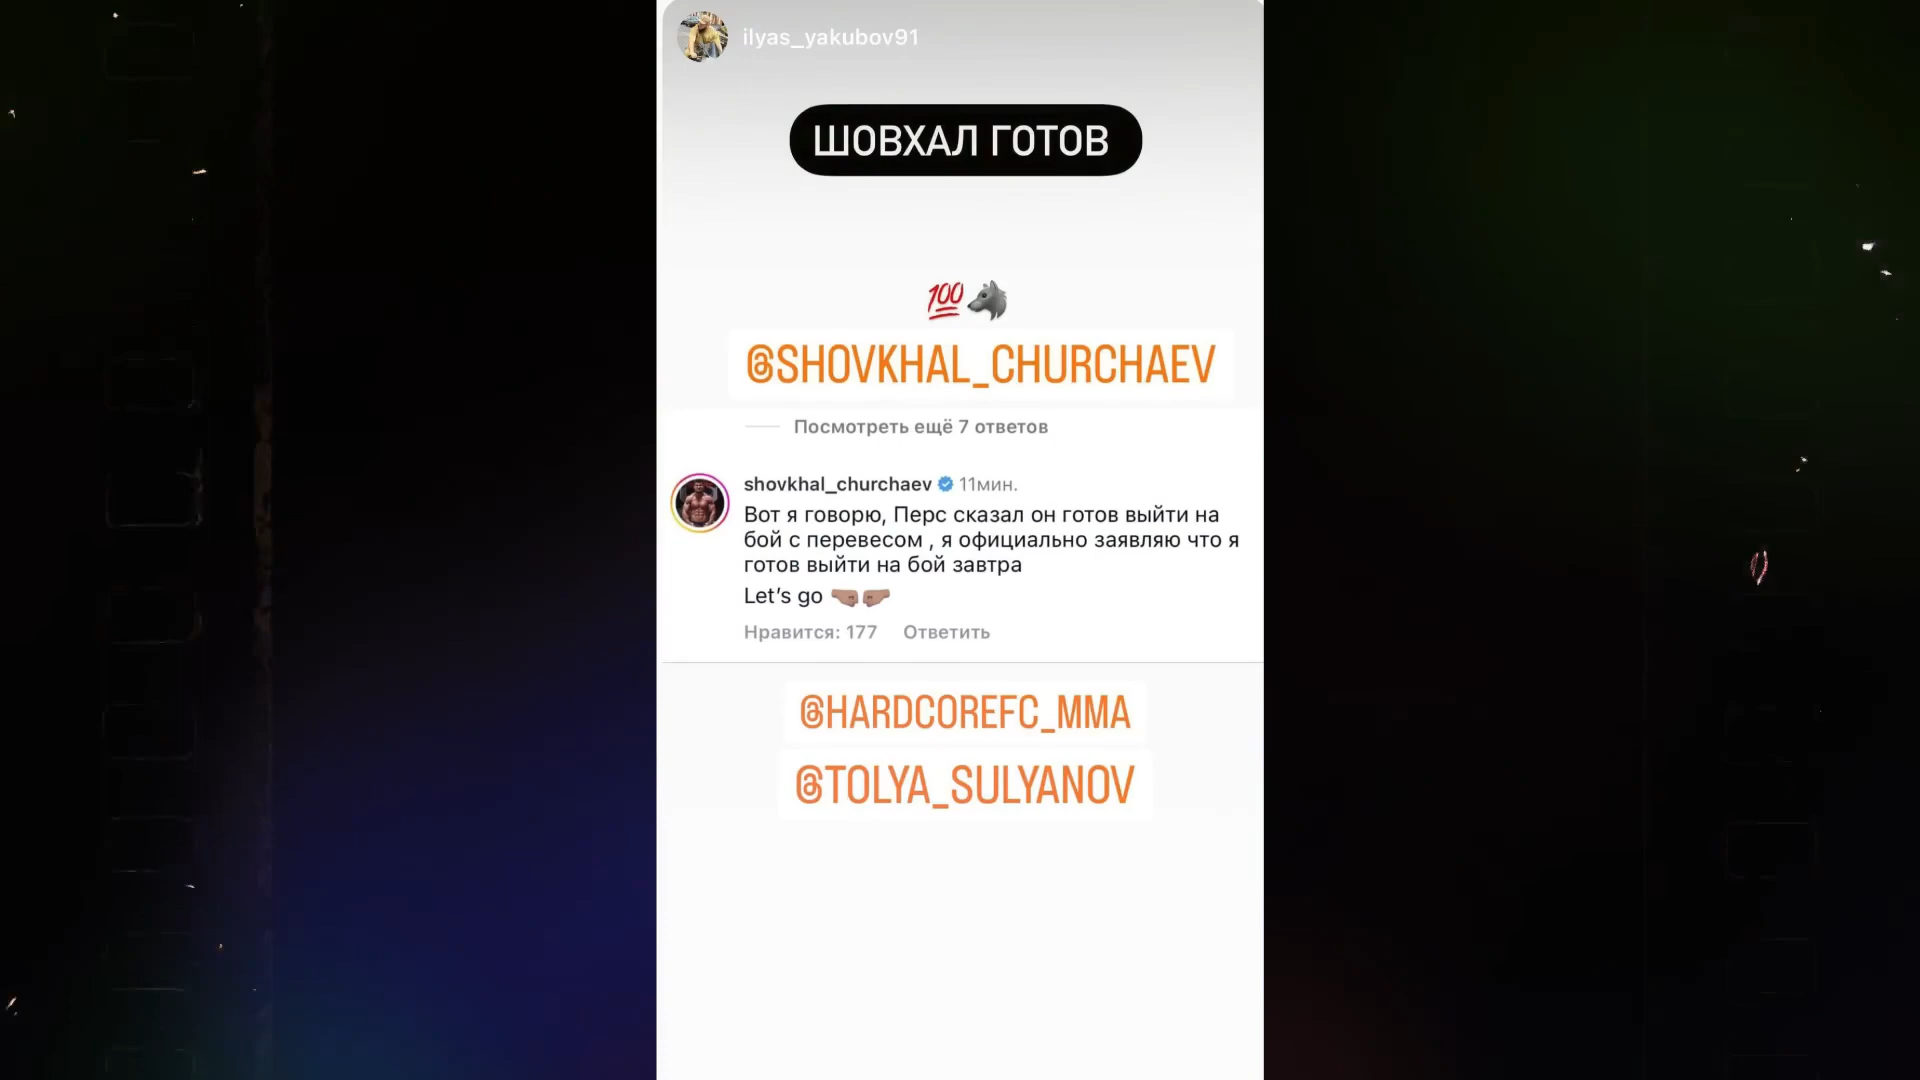 ilyas_yakubov91
ШОВХАЛ ГОТОВ
💯🐺
@SHOVKHAL_CHURCHAEV
Посмотреть ещё 7 ответов
shovkhal_churchaev 11мин.
Вот я говорю, Перс сказал он готов выйти на
бой с перевесом , я официально заявляю что я
готов выйти на бой завтра
Let’s go 🤜🏽🤛🏽
Нравится: 177 Ответить
@HARDCOREFC_MMA
@TOLYA_SULYANOV